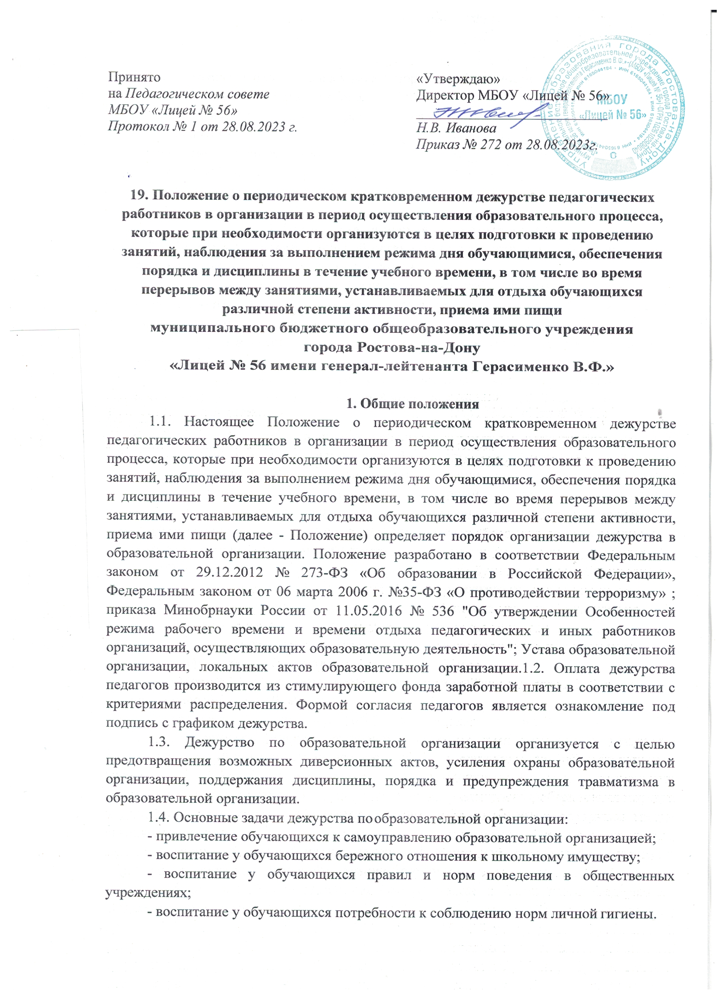 Принято
на Педагогическом совете
МБОУ «Лицей № 56»
Протокол № 1 от 28.08.2023 г.
«Утверждаю»
Директор МБОУ «Лицей № 56»
Н.В. Иванова
Приказ № 272 от 28.08.2023г.
МБОУ
«Лицей № 56»
19. Положение о периодическом кратковременном дежурстве педагогических
работников в организации в период осуществления образовательного процесса,
которые при необходимости организуются в целях подготовки к проведению
занятий, наблюдения за выполнением режима дня обучающимися, обеспечения
порядка и дисциплины в течение учебного времени, в том числе во время
перерывов между занятиями, устанавливаемых для отдыха обучающихся
различной степени активности, приема ими пищи
муниципального бюджетного общеобразовательного учреждения
города Ростова-на-Дону
«Лицей № 56 имени генерал-лейтенанта Герасименко В.Ф.»
1. Общие положения
1.1. Настоящее Положение о периодическом кратковременном дежурстве
педагогических работников в организации в период осуществления образовательного
процесса, которые при необходимости организуются в целях подготовки к проведению
занятий, наблюдения за выполнением режима дня обучающимися, обеспечения порядка
и дисциплины в течение учебного времени, в том числе во время перерывов между
занятиями, устанавливаемых для отдыха обучающихся различной степени активности,
приема ими пищи (далее - Положение) определяет порядок организации дежурства в
образовательной организации. Положение разработано в соответствии Федеральным
законом от 29.12.2012 № 273-ФЗ «Об образовании в Российской Федерации»,
Федеральным законом от 06 марта 2006 г. №35-ФЗ «О противодействии терроризму» ;
приказа Минобрнауки России от 11.05.2016 № 536 "Об утверждении Особенностей
режима рабочего времени и времени отдыха педагогических и иных работников
организаций, осуществляющих образовательную деятельность"; Устава образовательной
организации, локальных актов образовательной организации.1.2. Оплата дежурства
педагогов производится из стимулирующего фонда заработной платы в соответствии с
критериями распределения. Формой согласия педагогов является ознакомление под
подпись с графиком дежурства.
1.3. Дежурство по образовательной организации организуется с целью
предотвращения возможных диверсионных актов, усиления охраны образовательной
организации, поддержания дисциплины, порядка и предупреждения травматизма в
образовательной организации.
1.4. Основные задачи дежурства по образовательной организации:
- привлечение обучающихся к самоуправлению образовательной организацией;
- воспитание у обучающихся бережного отношения к школьному имуществу;
- воспитание у обучающихся правил и норм поведения в общественных
учреждениях;
- воспитание у обучающихся потребности к соблюдению норм личной гигиены.